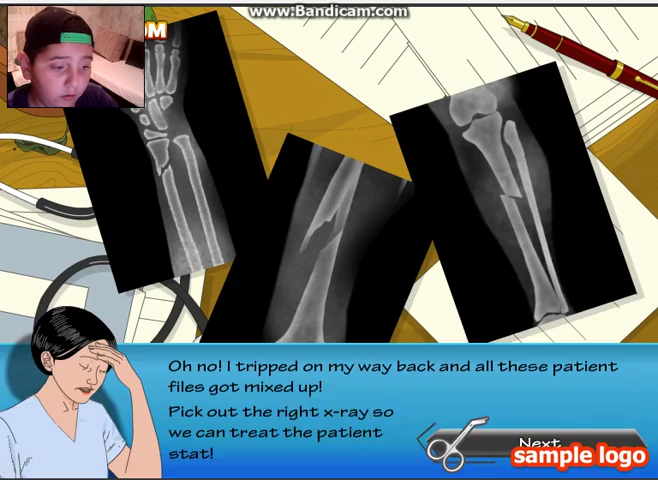 www.Bandicam.com
OM
Oh no! I tripped on my way back and all these patient
files got mixed up!
Pick out the right x-ray so
we can treat the patient
stat!
Next
sample logo